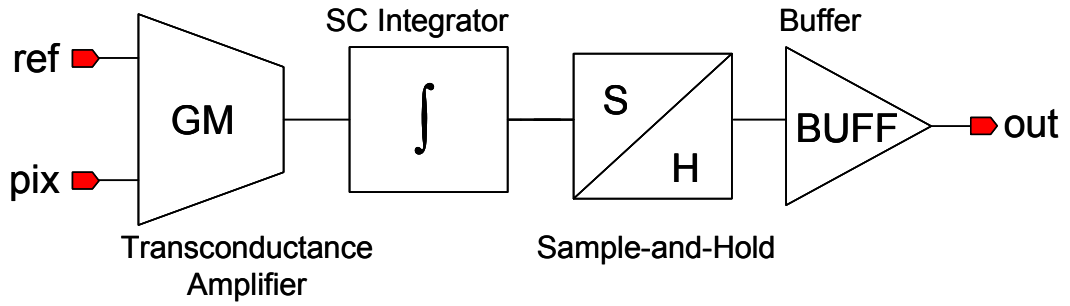 SC Integrator
Buffer
ref
GM
∫
S
H
BUFF
out
pix
Transconductance
Amplifier
Sample-and-Hold